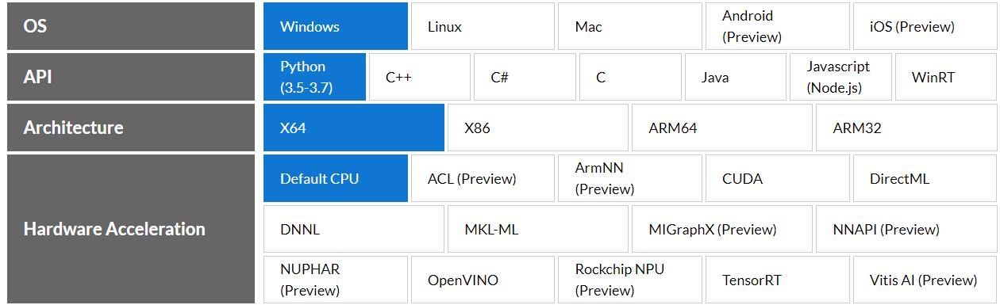 OS
Windows
Linux
Mac
Android
(Preview)
iOS (Preview)
API
Python
(3.5-3.7)
C++
C#
C
Java
Javascript
(Node.js)
WinRT
Architecture
X64
X86
ARM64
ARM32
Hardware Acceleration
Default CPU
ACL (Preview)
ArmNN
(Preview)
CUDA
DirectML
DNNL
MKL-ML
MIGraphX (Preview)
NNAPI (Preview)
NUPHAR
(Preview)
OpenVINO
Rockchip NPU
(Preview)
TensorRT
Vitis AI (Preview)